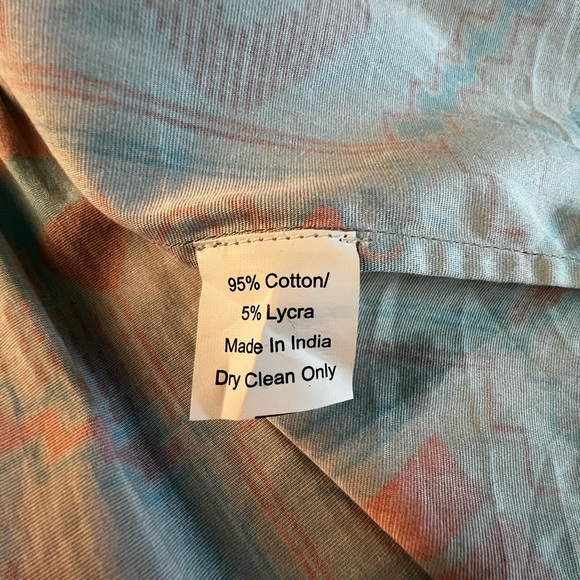 95% Cotton/
5% Lycra
Made In India
Dry Clean Only